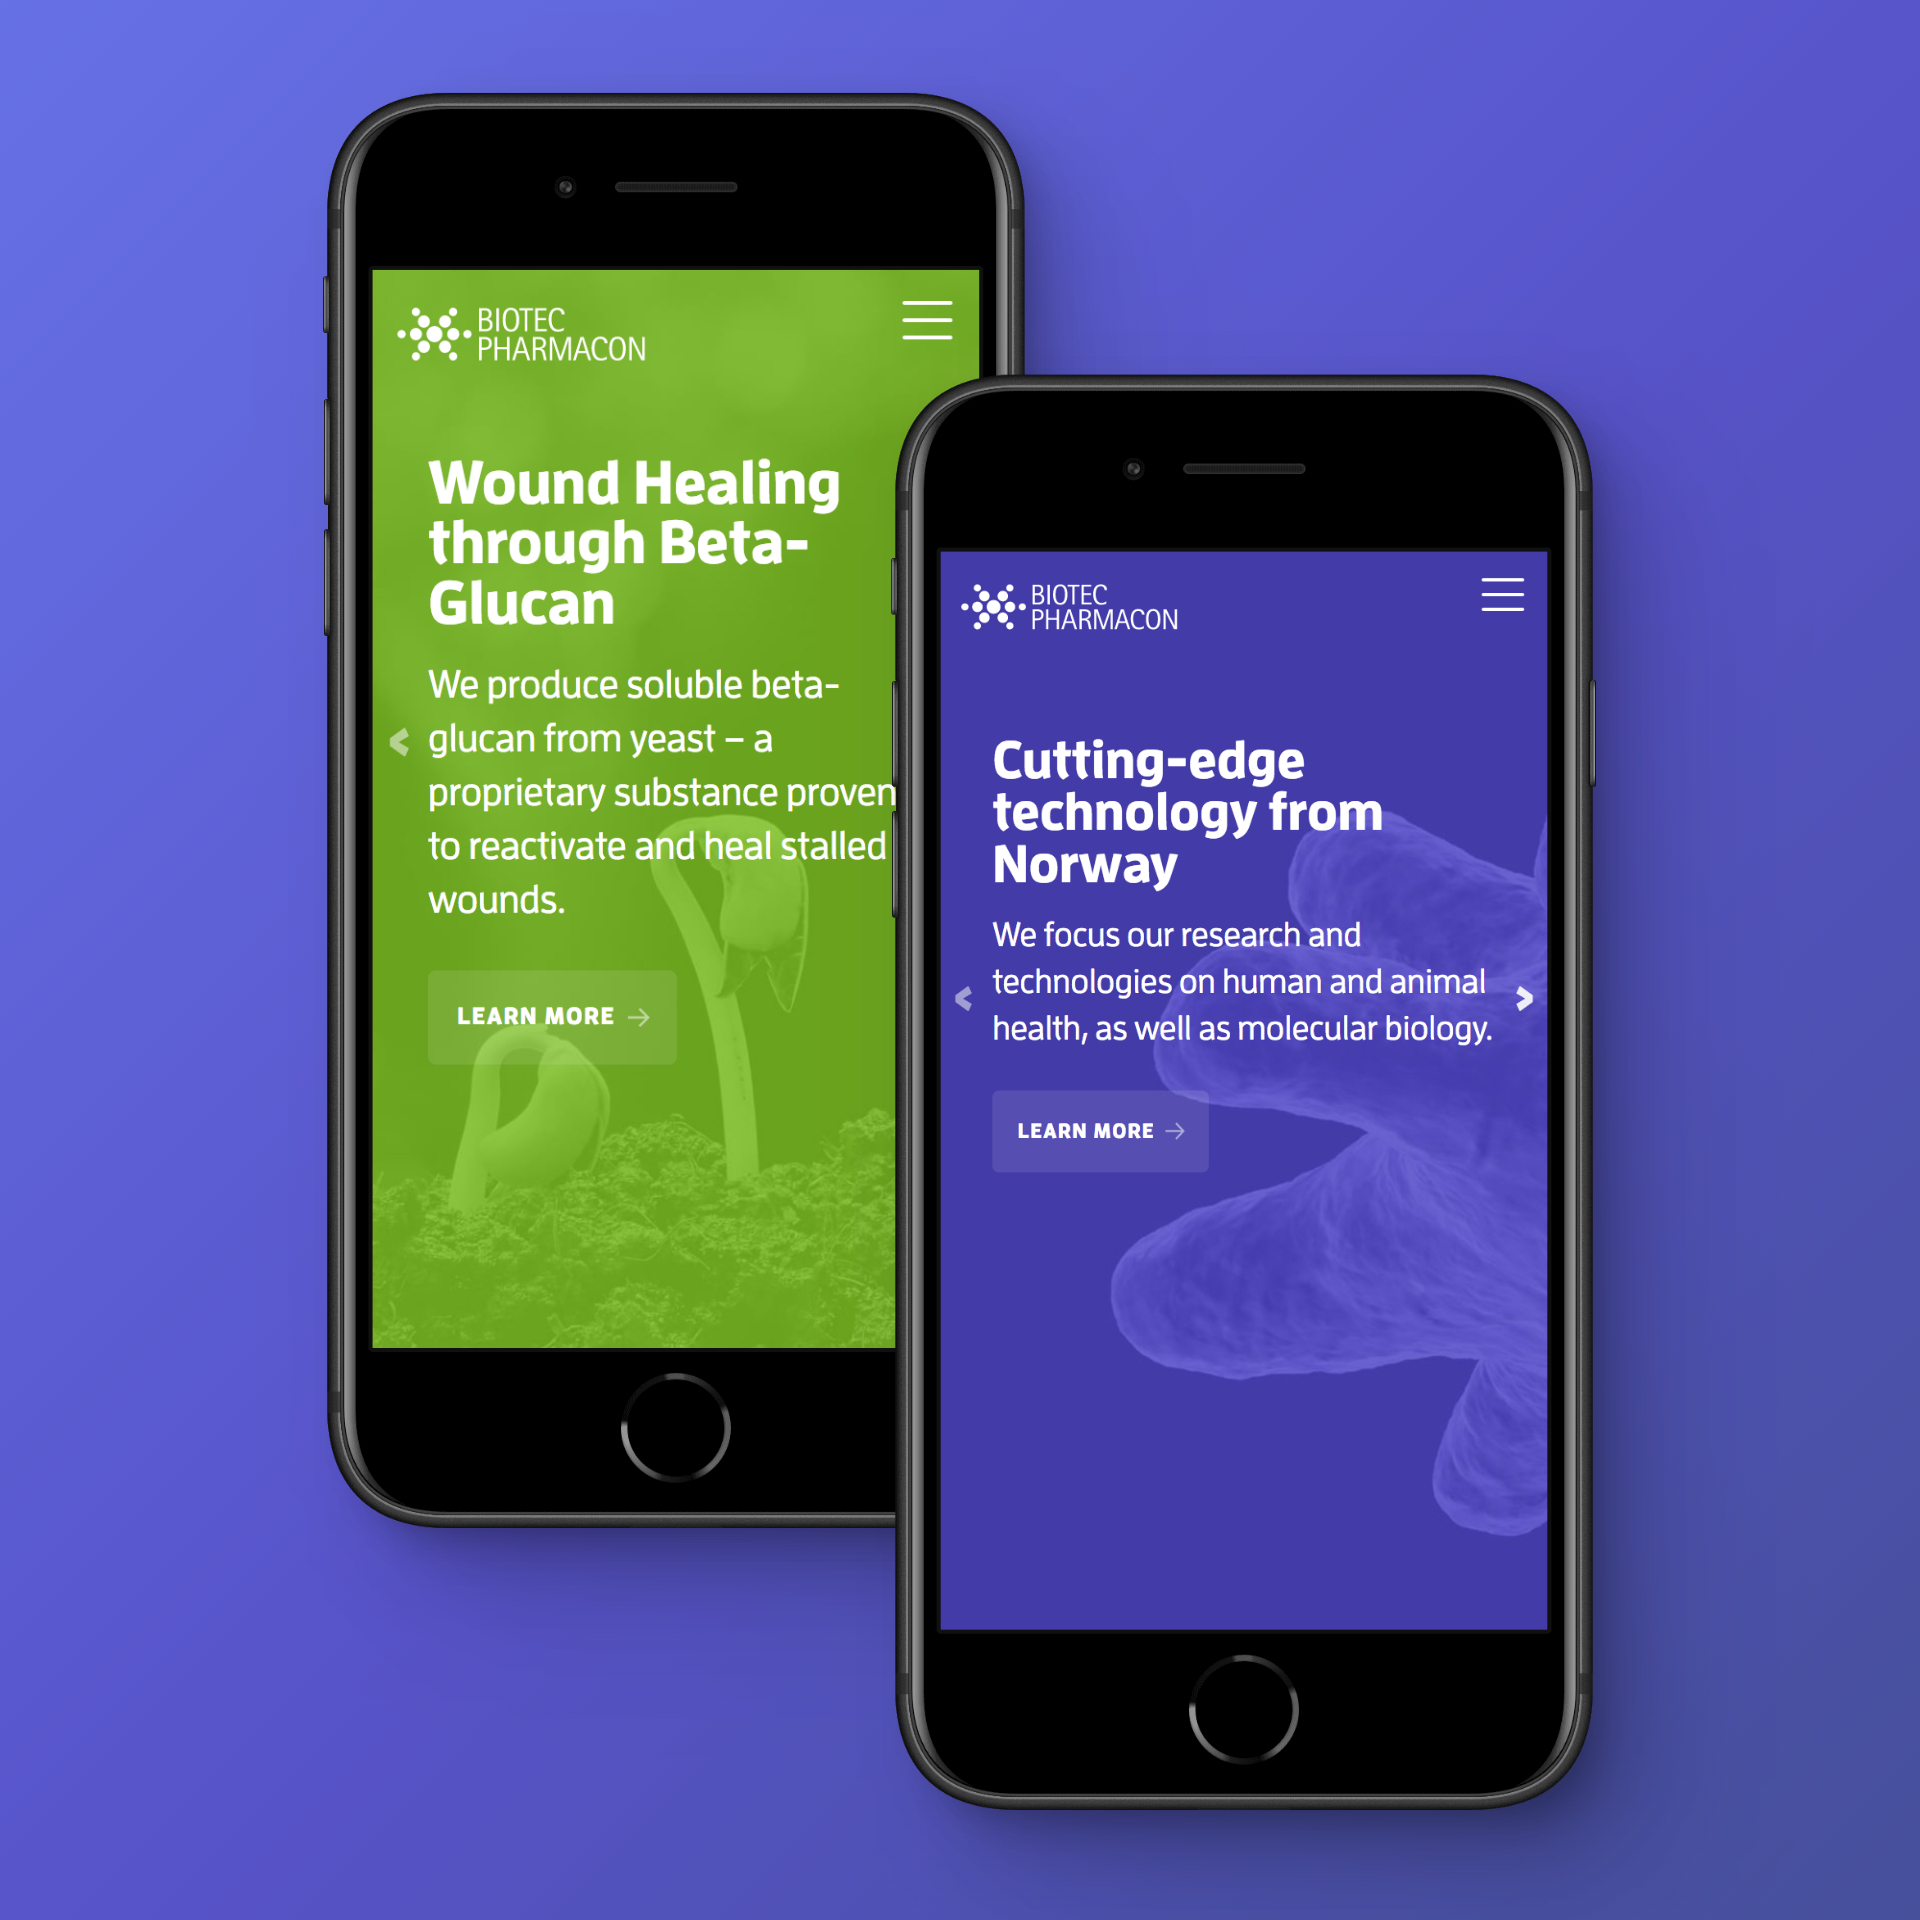 BIOTEC
PHARMACON
Wound Healing
through Beta-
Glucan
We produce soluble beta-
glucan from yeast – a
proprietary substance proven
to reactivate and heal stalled
wounds.
LEARN MORE
BIOTEC
PHARMACON
Cutting-edge
technology from
Norway
We focus our research and
technologies on human and animal
health, as well as molecular biology.
LEARN MORE